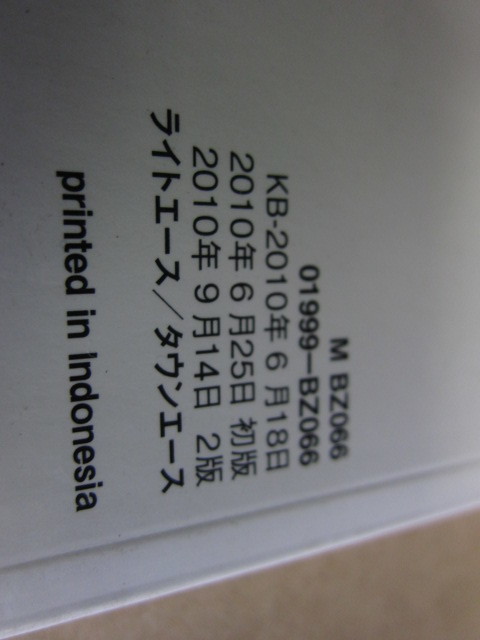 M BZ066
01999−BZ066
KB-2010年 6 月18日
2010年 6 月25日 初版
2010年 9 月14日 2版
ライトエース／タウンエース
printed in Indonesia